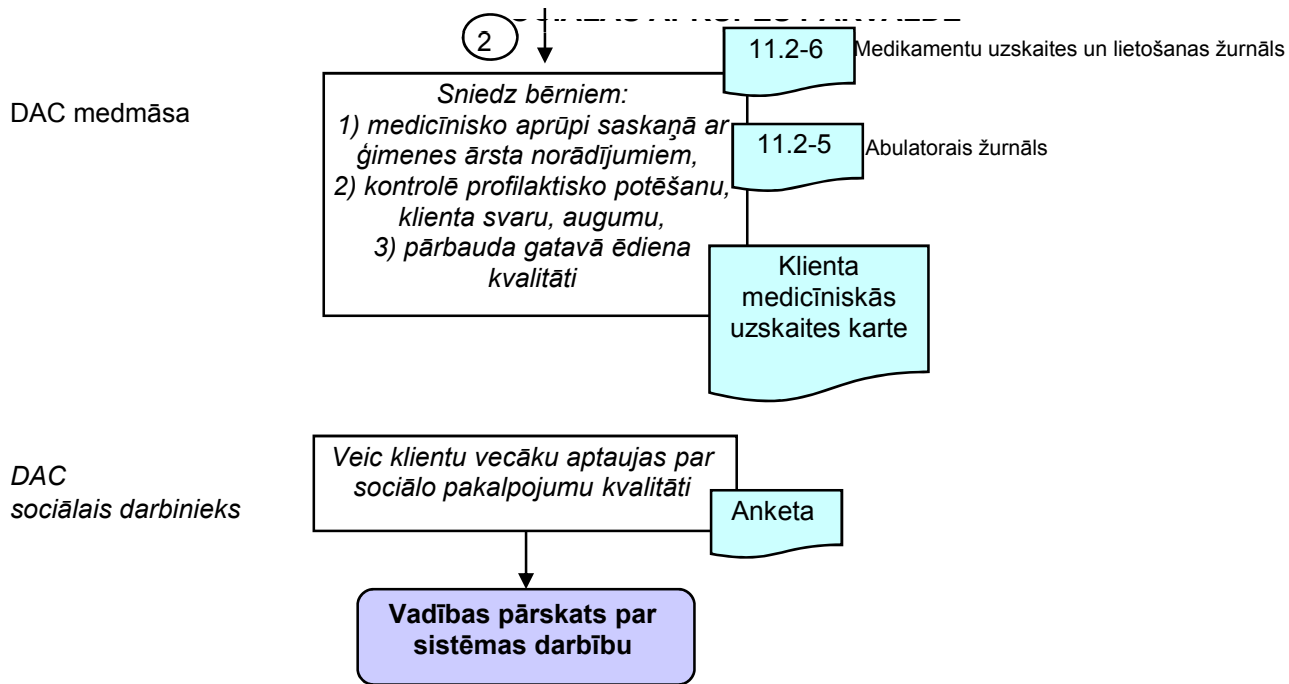 2
11.2-6
Medikamentu uzskaites un lietošanas žurnāls
DAC medmāsa
Sniedz bērniem:
1) medicīnisko aprūpi saskaņā ar
ģimenes ārsta norādījumiem,
2) kontrolē profilaktisko potēšanu,
klienta svaru, augumu,
3) pārbauda gatavā ēdiena
kvalitāti
11.2-5
Abulatorais žurnāls
Klienta
medicīniskās
uzskaites karte
DAC
sociālais darbinieks
Veic klientu vecāku aptaujas par
sociālo pakalpojumu kvalitāti
Anketa
Vadības pārskats par
sistēmas darbību